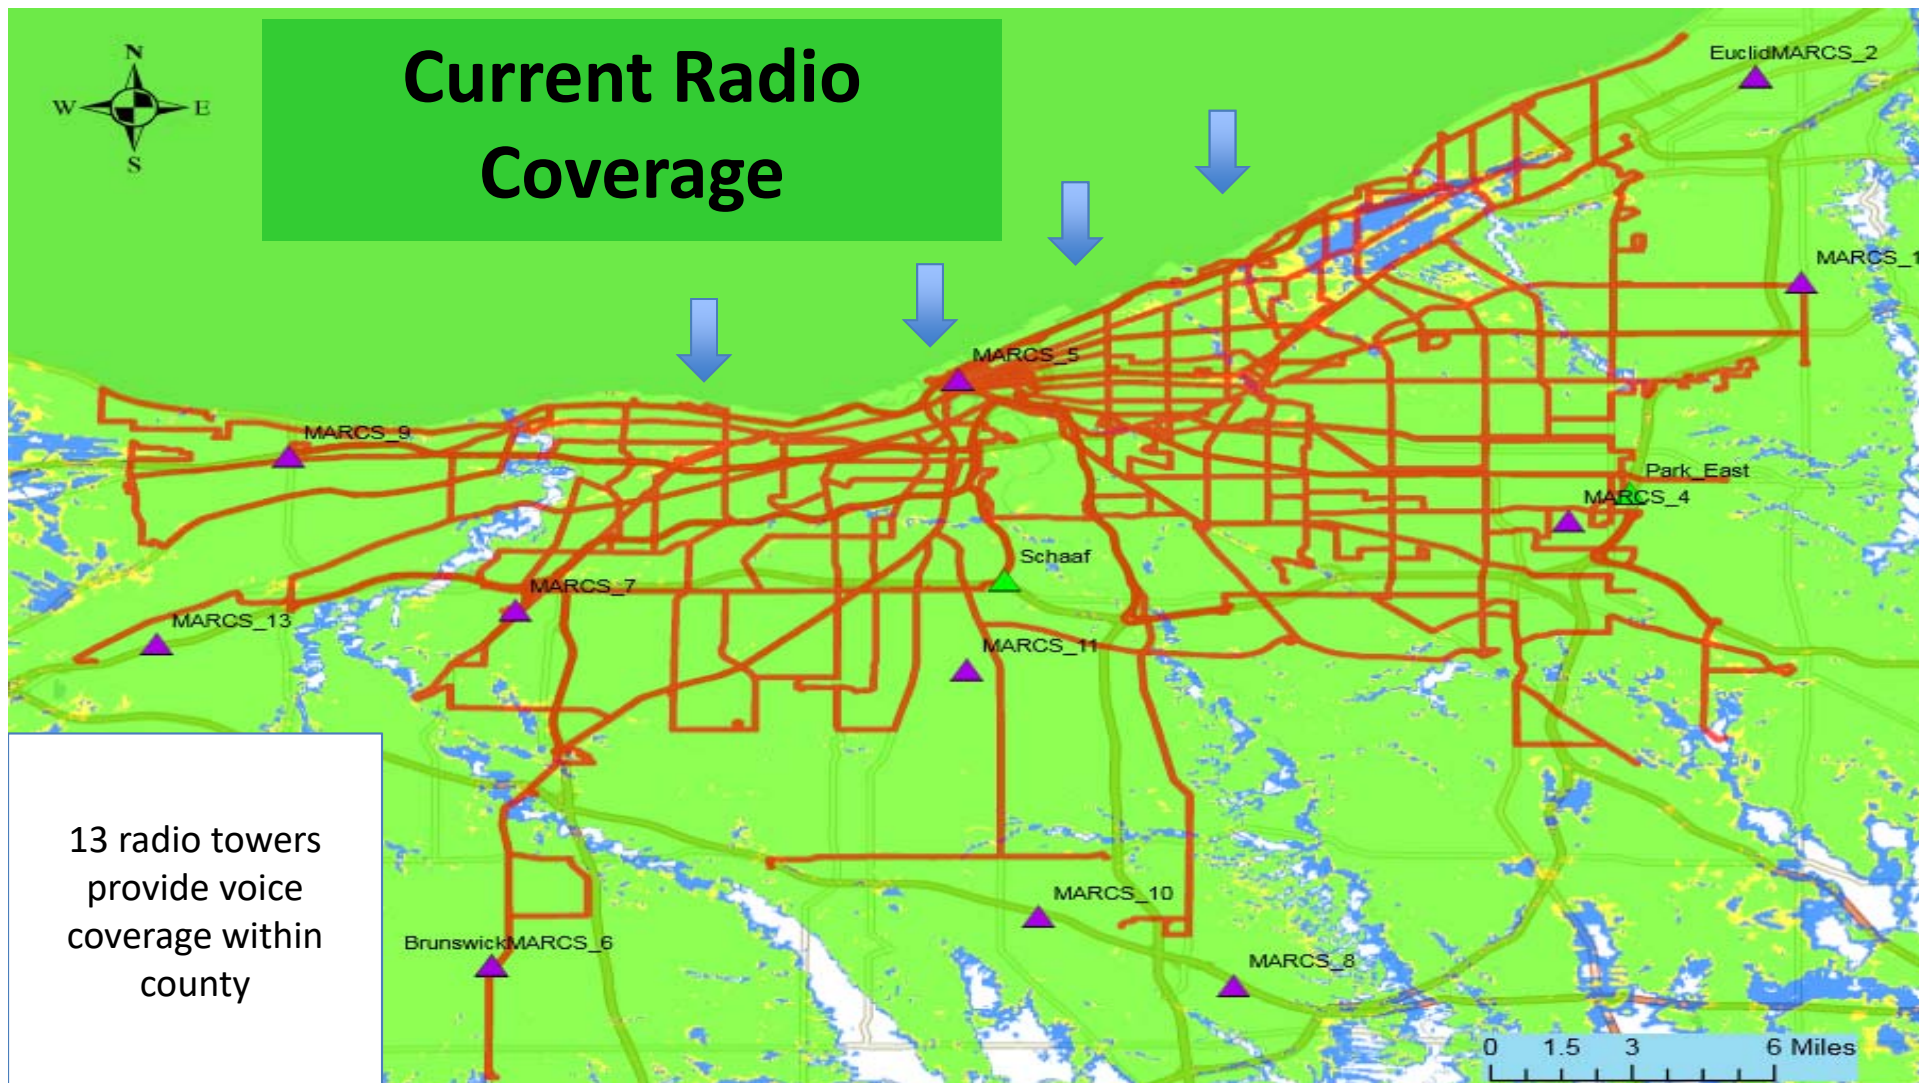 Current Radio
Coverage
N
W
E
S
EuclidMARCS_2
MARCS_1
MARCS_5
MARCS_9
Park_East
MARCS_4
Schaaf
MARCS_7
MARCS_13
MARCS_11
13 radio towers
provide voice
coverage within
county
MARCS_10
BrunswickMARCS_6
MARCS_8
0 1.5 3 6 Miles